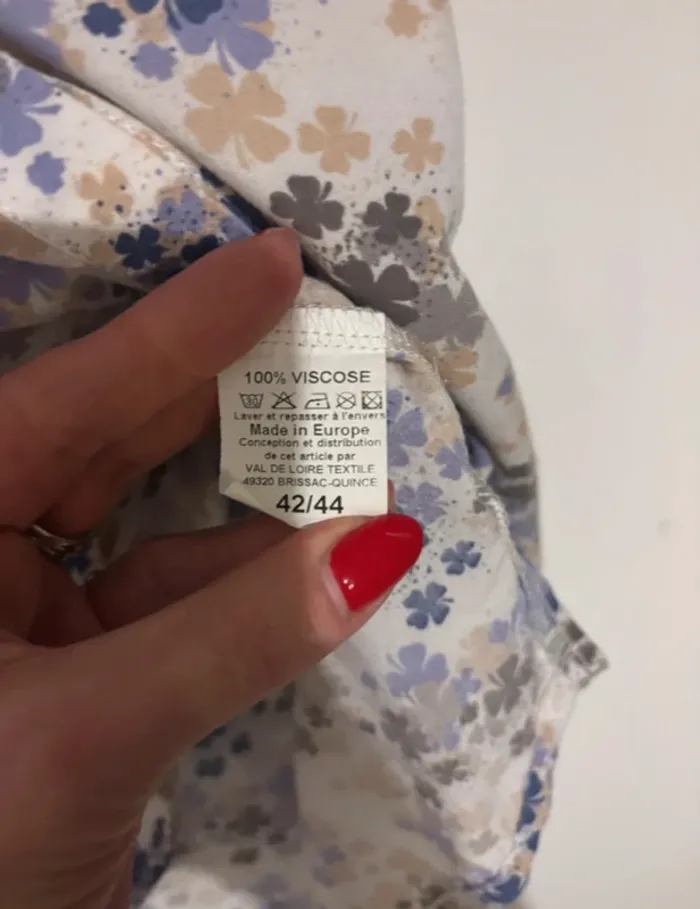 100% VISCOSE
30
Laver et repasser à l'envers
Made in Europe
Conception et distribution
de cet article par
VAL DE LOIRE TEXTILE
49320 BRISSAC-QUINCE
42/44